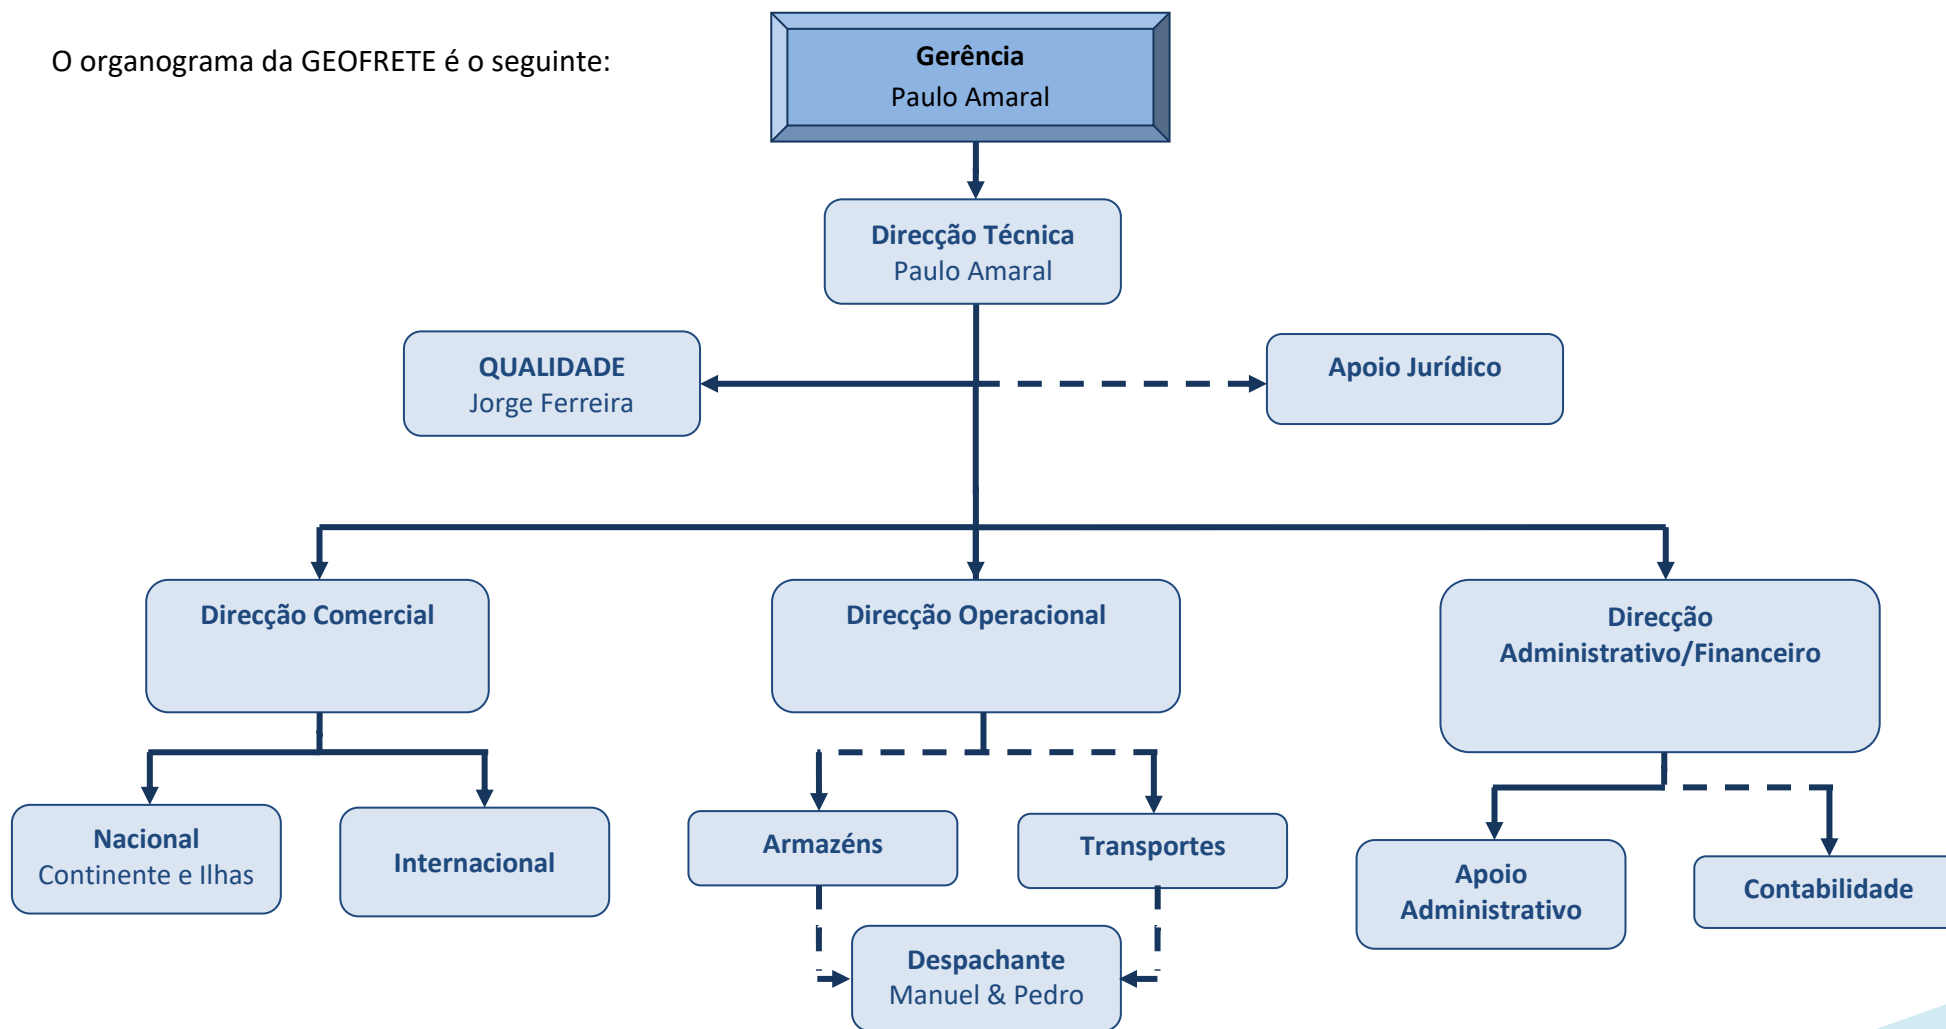 O organograma da GEOFRETE é o seguinte:
Gerência
Paulo Amaral
Direcção Técnica
Paulo Amaral
QUALIDADE
Jorge Ferreira
Apoio Jurídico
Direcção Comercial
Direcção Operacional
Direcção
Administrativo/Financeiro
Nacional
Continente e Ilhas
Internacional
Armazéns
Transportes
Apoio
Administrativo
Contabilidade
Despachante
Manuel & Pedro